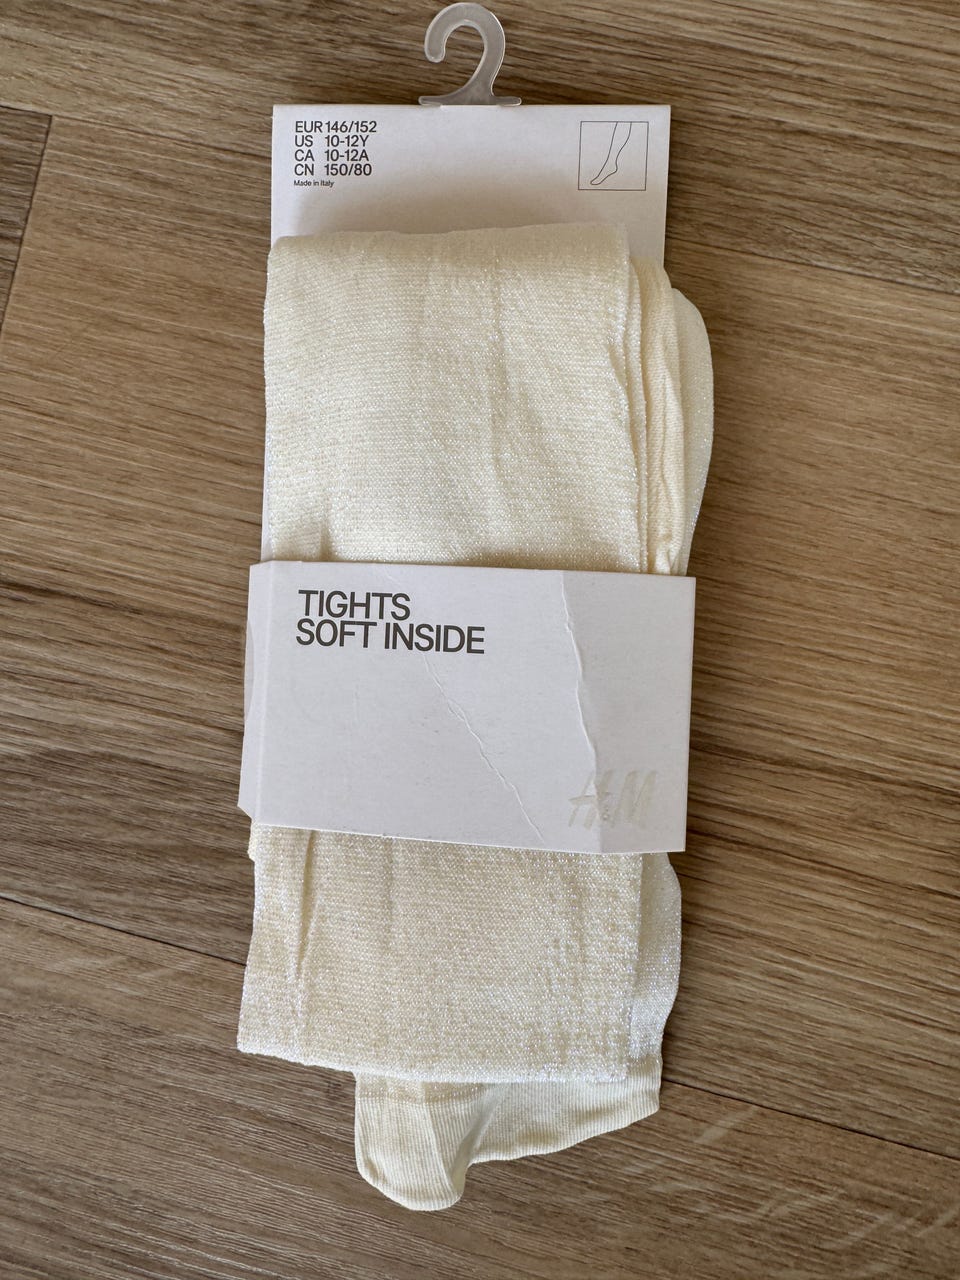 EUR 146/152
US 10-12Y
CA 10-12A
CN 150/80
Made in Italy
TIGHTS
SOFT INSIDE
H&M